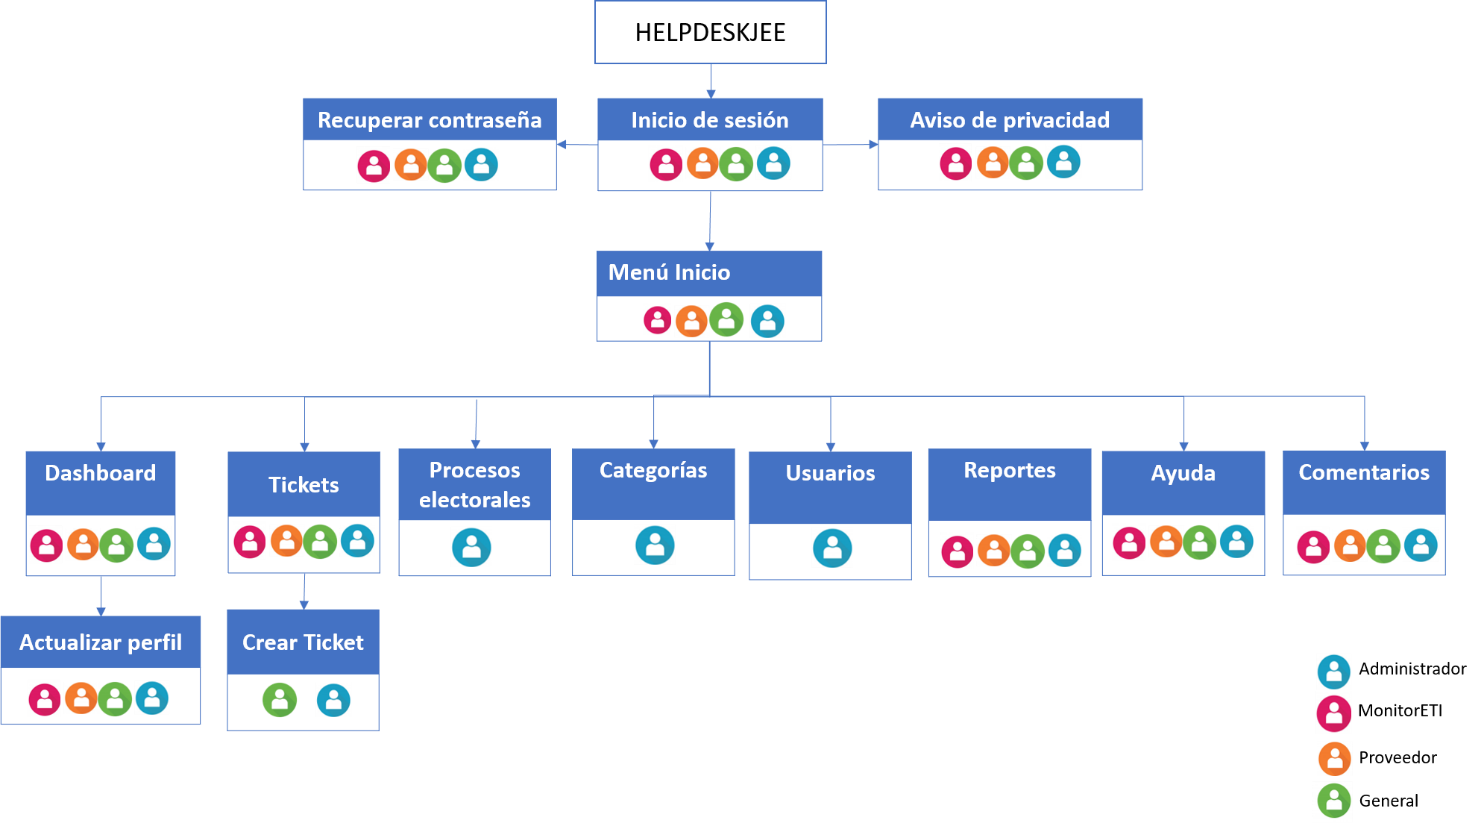 HELPDESKJEE
Recuperar contraseña
Inicio de sesión
Aviso de privacidad
Menú Inicio
Dashboard
Tickets
Procesos
electorales
Categorías
Usuarios
Reportes
Ayuda
Comentarios
Actualizar perfil
Crear Ticket
Administrador
MonitorETI
Proveedor
General